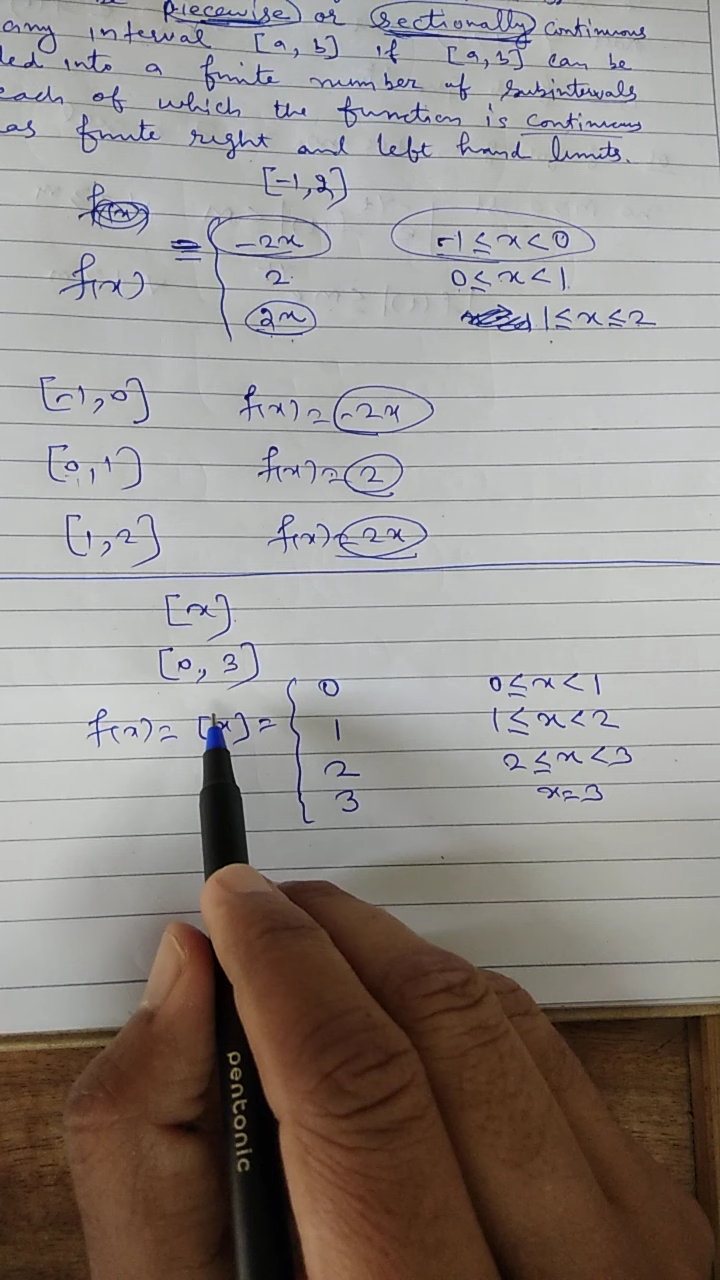 Piecewise or sectionally continuous
any interval [a, b] if [a, b] can be
ded into a finite number of subintervals
each of which the function is continuous
as finite right and left hand limits.
[-1, 2]
f(x) = { -2x -1 ≤ x < 0
2 0 ≤ x < 1
2x 1 ≤ x ≤ 2
[-1, 0] f(x) = -2x
[0, 1] f(x) = 2
[1, 2] f(x) = 2x
[x]
[0, 3]
f(x) = [x] = { 0 0 ≤ x < 1
1 1 ≤ x < 2
2 2 ≤ x < 3
3 x = 3
pentonic